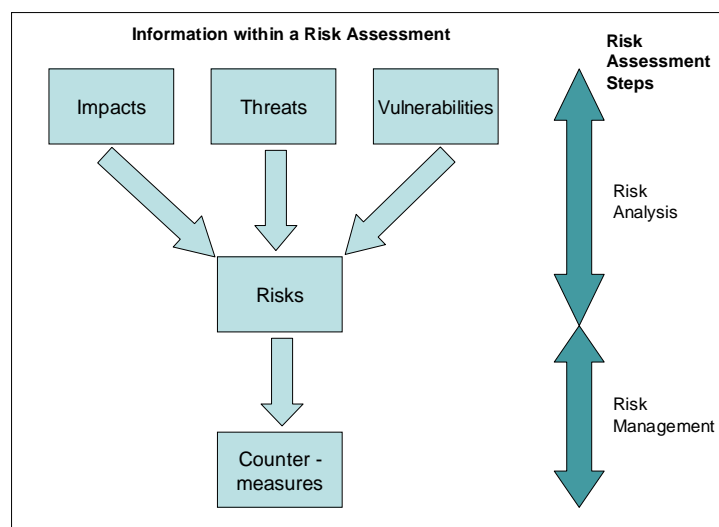 Information within a Risk Assessment
Risk
Assessment
Steps
Impacts
Threats
Vulnerabilities
Risk
Analysis
Risks
Risk
Management
Counter -
measures